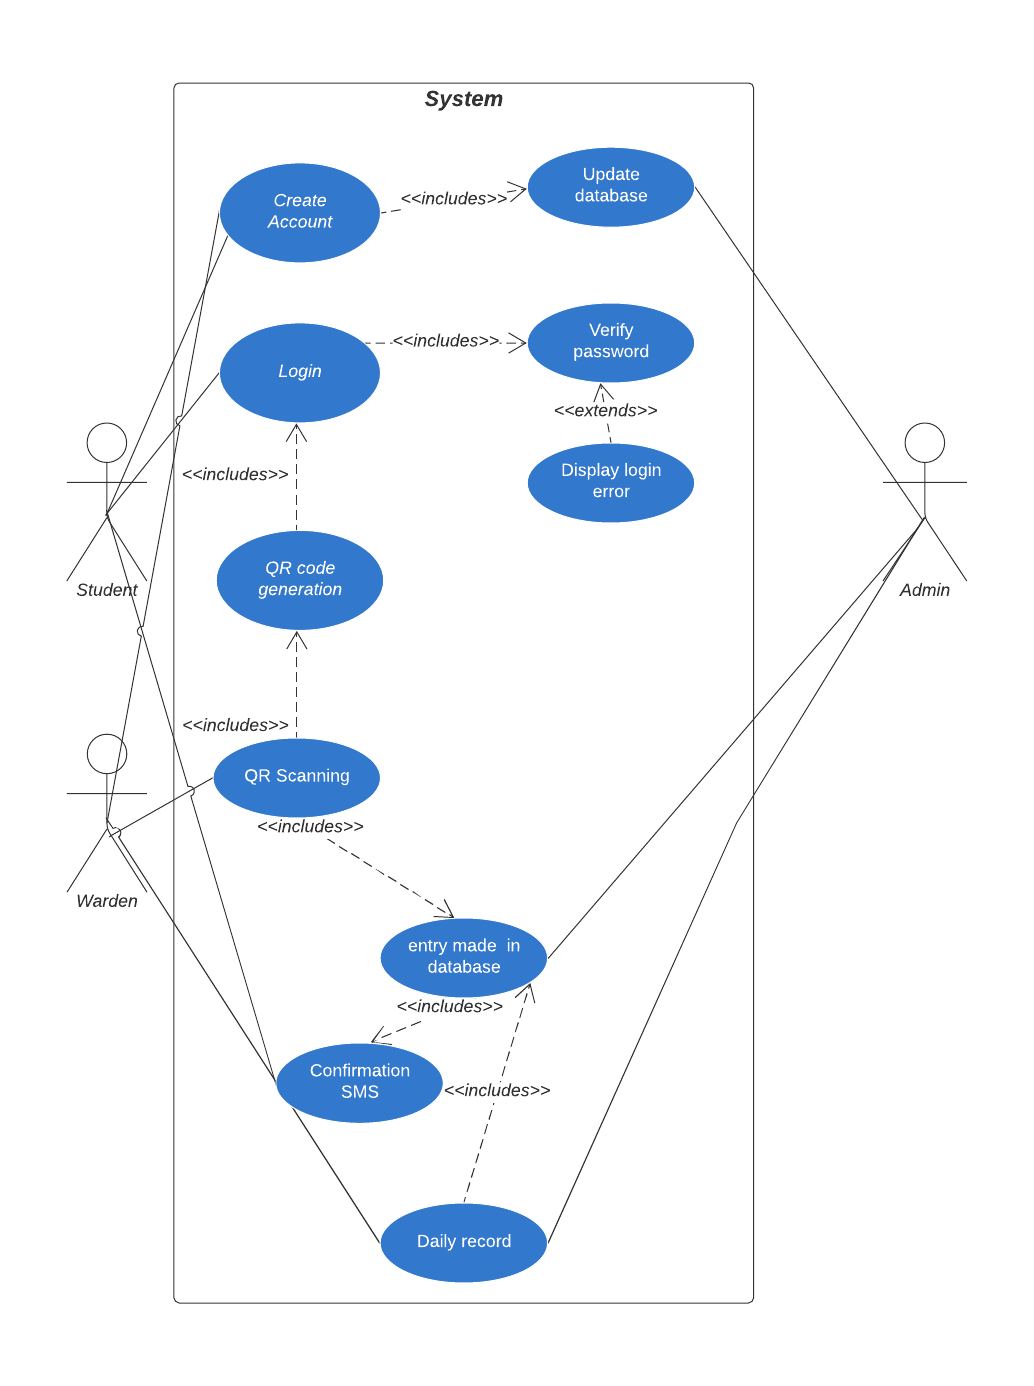 System
Create
Account
<<includes>>
Update
database
Login
<<includes>>
Verify
password
<<extends>>
Display login
error
<<includes>>
QR code
generation
Student
Admin
<<includes>>
QR Scanning
<<includes>>
Warden
entry made  in
database
<<includes>>
Confirmation
SMS
<<includes>>
Daily record